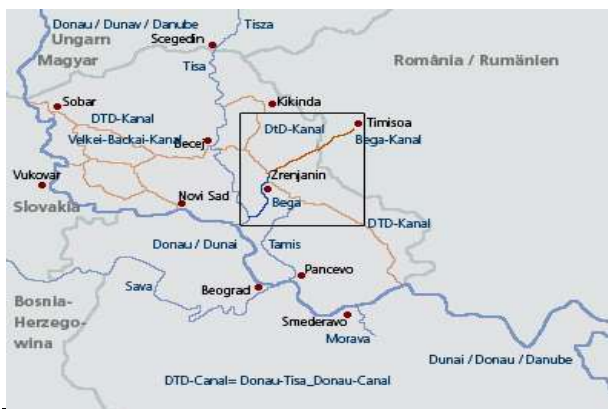 Donau / Dunav / Danube
Tisza
Ungarn
Magyar
Scegedin
Tisa
România / Rumänien
Sobar
DTD-Kanal
Velkei-Backai-Kanal
Becej
Kikinda
DtD-Kanal
Timisoa
Bega-Kanal
Vukovar
Slovakia
Novi Sad
Zrenjanin
Bega
DTD-Kanal
Donau / Dunai
Tamis
Sava
Beograd
Pancevo
Bosnia-
Herzego-
wina
Smederavo
Morava
Dunai / Donau / Danube
DTD-Canal= Donau-Tisa_Donau-Canal